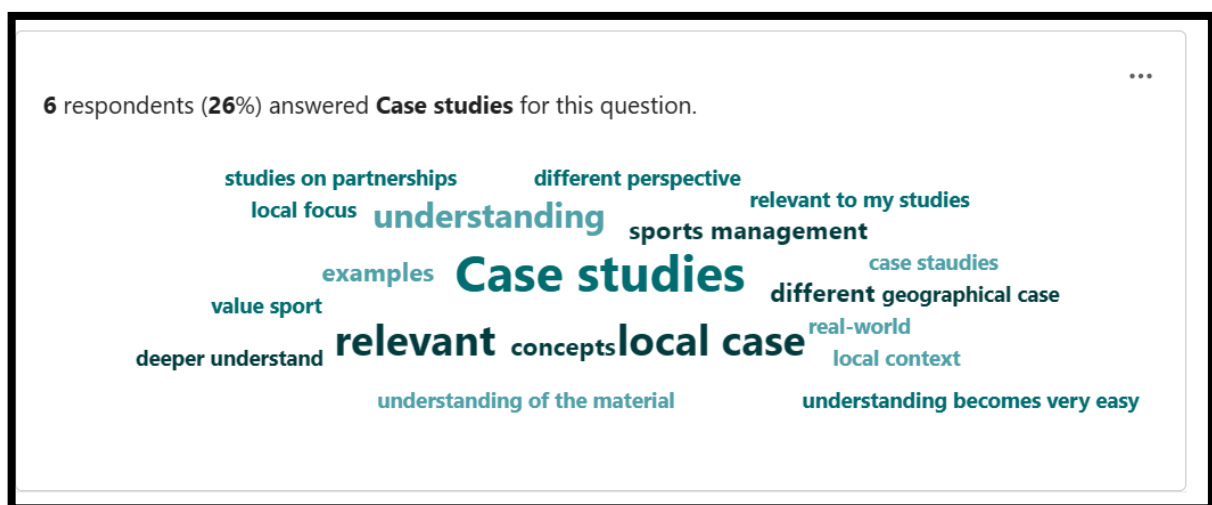 ...
6 respondents (26%) answered Case studies for this question.
studies on partnerships
different perspective
local focus
understanding
relevant to my studies
sports management
examples
Case studies
case staudies
value sport
different
geographical case
deeper understand
relevant
concepts
local case
real-world
local context
understanding of the material
understanding becomes very easy